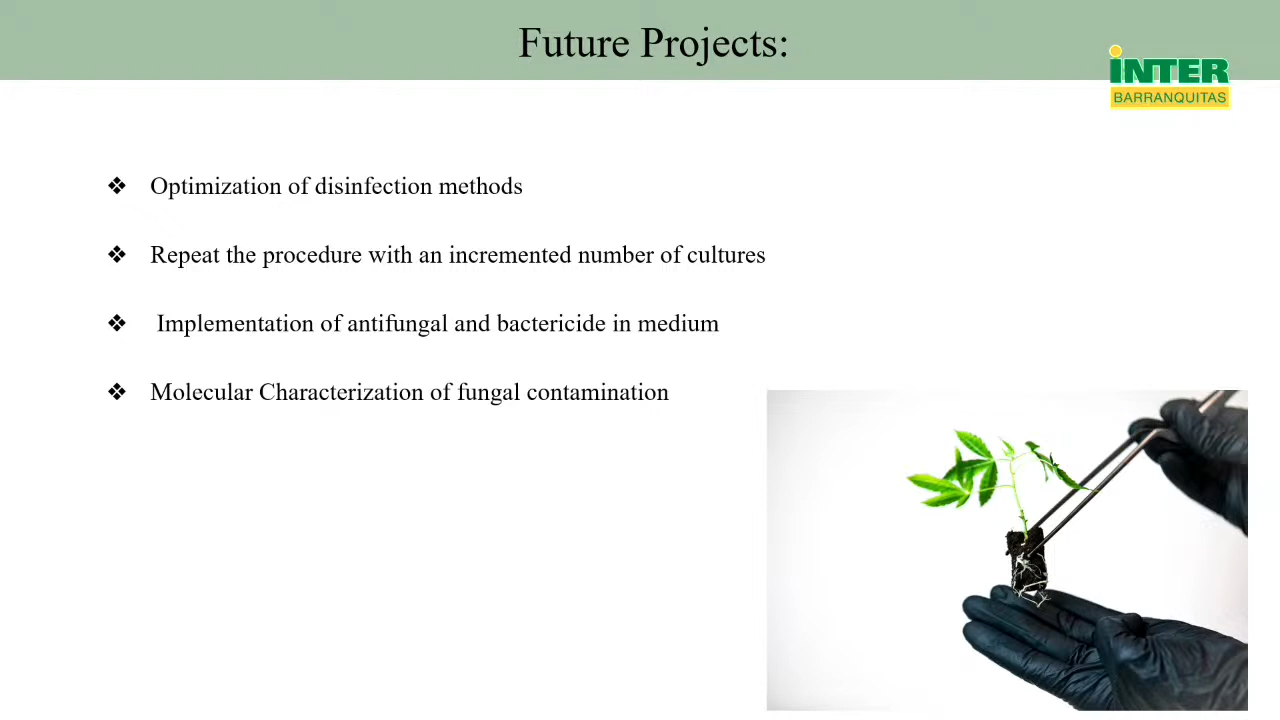 Future Projects:
INTER
BARRANQUITAS
❖ Optimization of disinfection methods
❖ Repeat the procedure with an incremented number of cultures
❖ Implementation of antifungal and bactericide in medium
❖ Molecular Characterization of fungal contamination